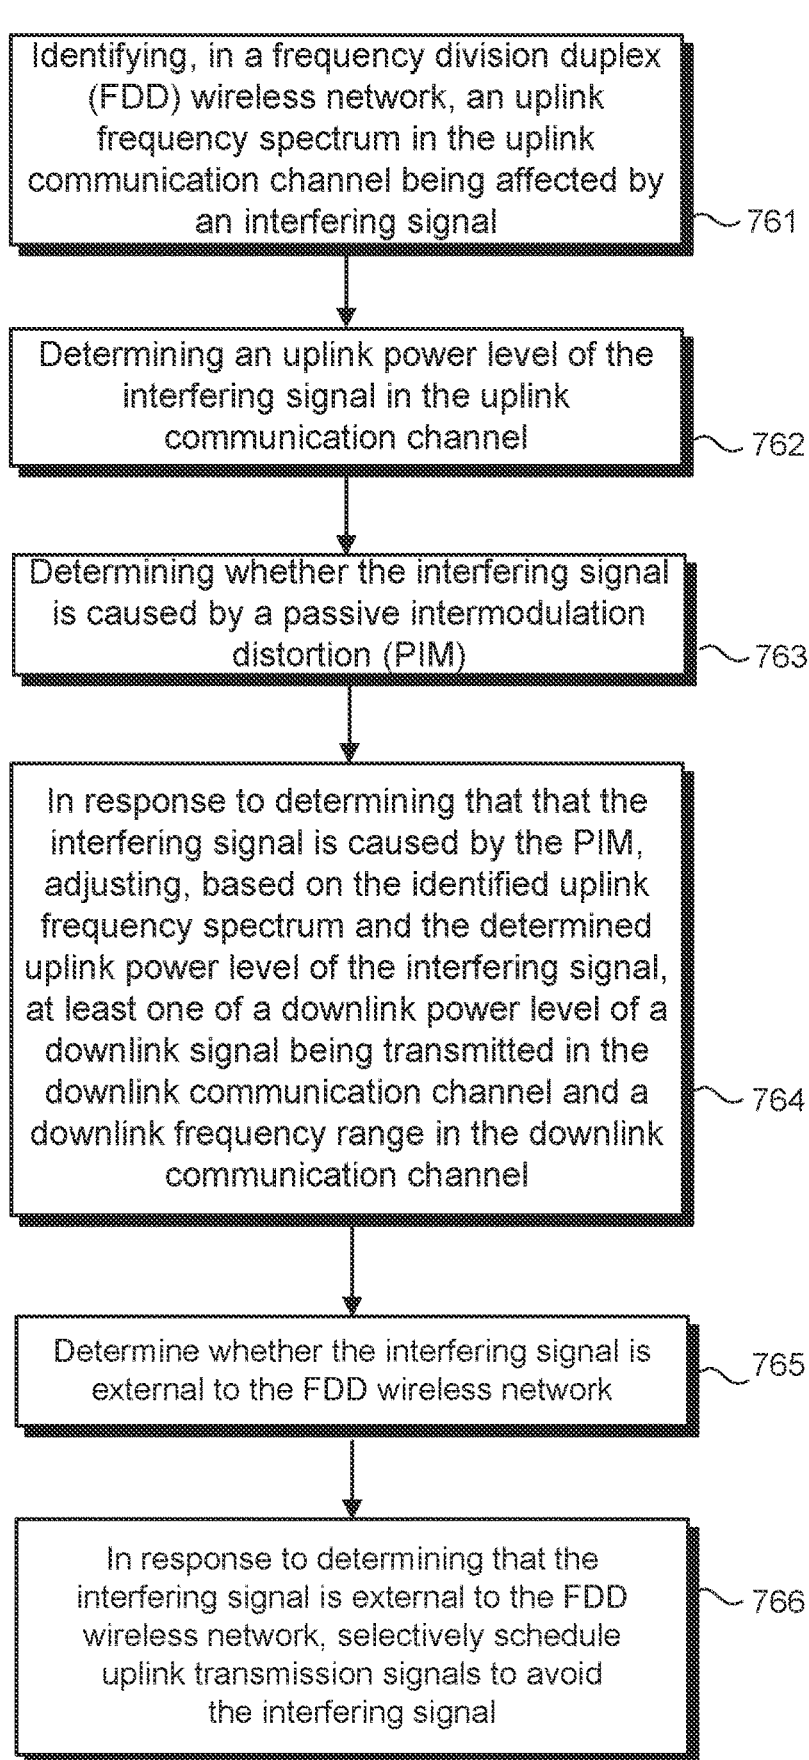 Identifying, in a frequency division duplex
(FDD) wireless network, an uplink
frequency spectrum in the uplink
communication channel being affected by
an interfering signal
761
Determining an uplink power level of the
interfering signal in the uplink
communication channel
762
Determining whether the interfering signal
is caused by a passive intermodulation
distortion (PIM)
763
In response to determining that that the
interfering signal is caused by the PIM,
adjusting, based on the identified uplink
frequency spectrum and the determined
uplink power level of the interfering signal,
at least one of a downlink power level of a
downlink signal being transmitted in the
downlink communication channel and a
downlink frequency range in the downlink
communication channel
764
Determine whether the interfering signal is
external to the FDD wireless network
765
In response to determining that the
interfering signal is external to the FDD
wireless network, selectively schedule
uplink transmission signals to avoid
the interfering signal
766